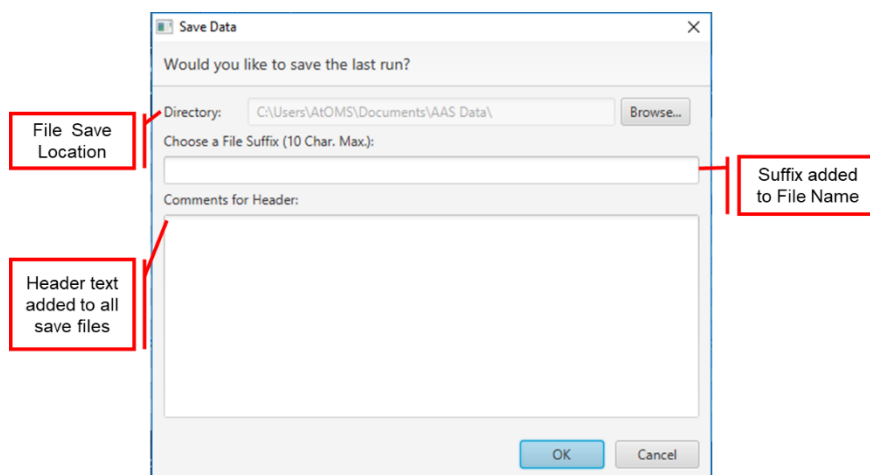 Save Data
Would you like to save the last run?
File Save
Location
Directory:
C:\Users\AtOMS\Documents\AAS Data\
Browse...
Choose a File Suffix (10 Char. Max.):
Suffix added
to File Name
Comments for Header:
Header text
added to all
save files
OK
Cancel